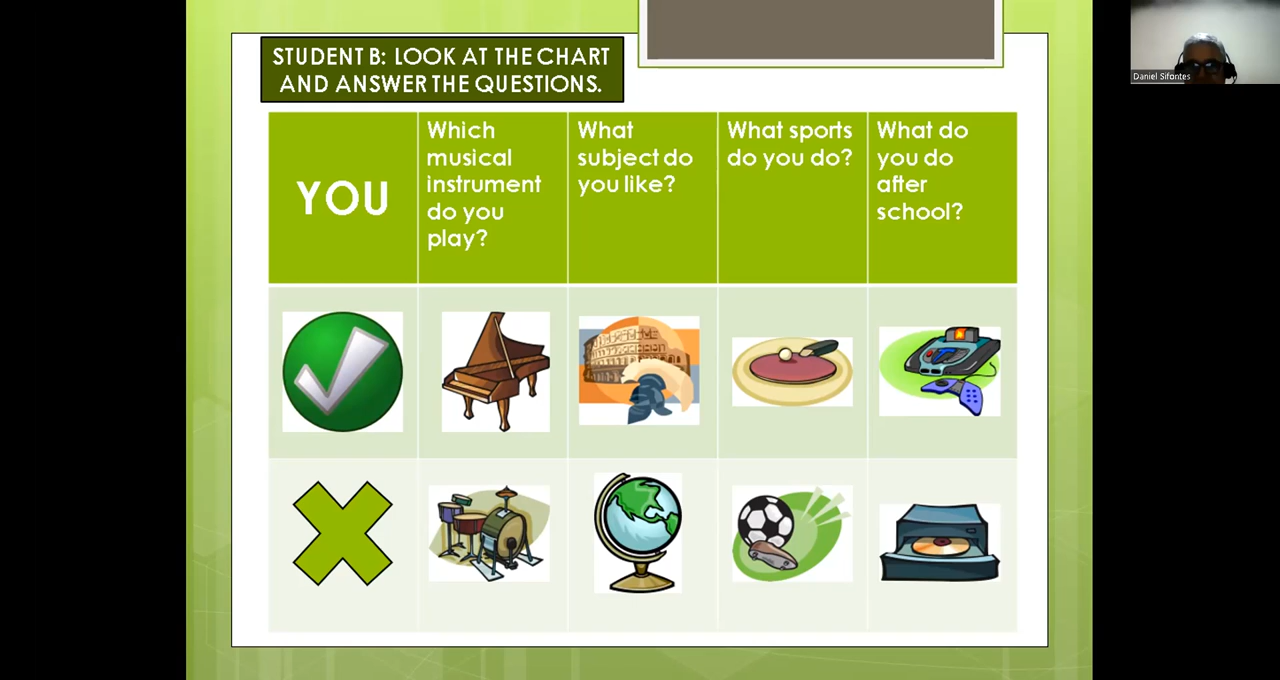 STUDENT B: LOOK AT THE CHART
AND ANSWER THE QUESTIONS.
YOU
Which
musical
instrument
do you
play?
What
subject do
you like?
What sports
do you do?
What do
you do
after
school?
Daniel Sifontes